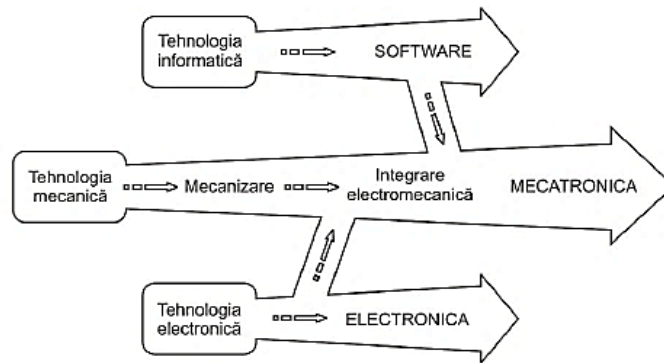 Tehnologia
informatică
SOFTWARE
Tehnologia
mecanică
Mecanizare
Integrare
electromecanică
MECATRONICA
Tehnologia
electronică
ELECTRONICA